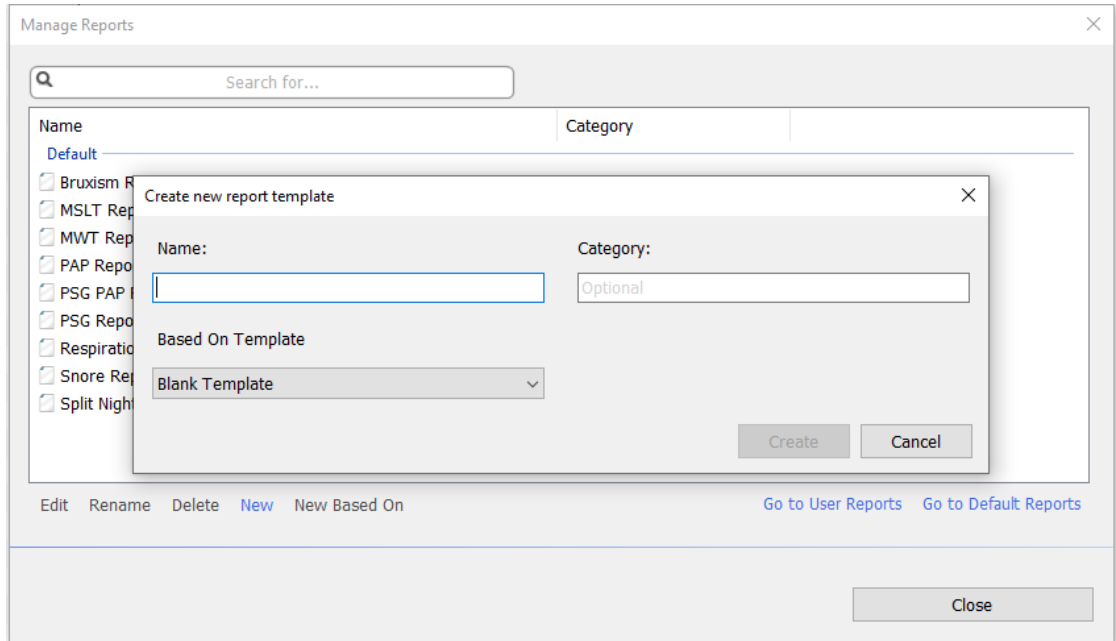 Manage Reports
Search for...
Name Category
Default
Bruxism R
MSLT Rep
MWT Rep
PAP Repo
PSG PAP
PSG Repo
Respiratio
Snore Rep
Split Nigh
Create new report template
Name: Category:
Optional
Based On Template
Blank Template
Create Cancel
Edit Rename Delete New New Based On Go to User Reports Go to Default Reports
Close